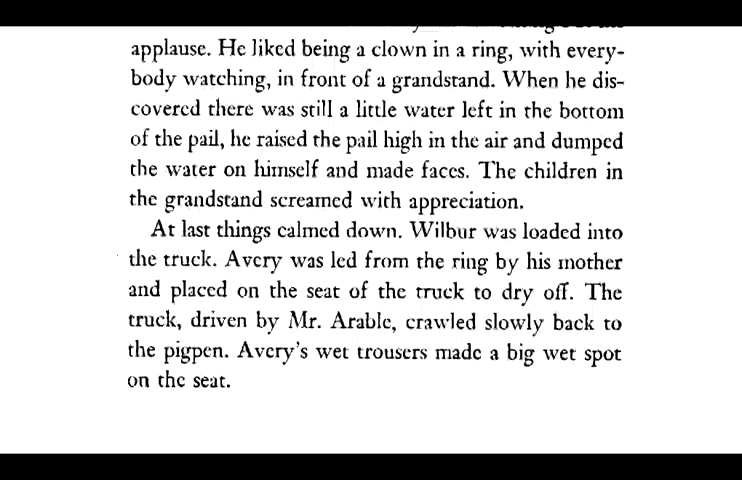 applause. He liked being a clown in a ring, with every-
body watching, in front of a grandstand. When he dis-
covered there was still a little water left in the bottom
of the pail, he raised the pail high in the air and dumped
the water on himself and made faces. The children in
the grandstand screamed with appreciation.
At last things calmed down. Wilbur was loaded into
the truck. Avery was led from the ring by his mother
and placed on the seat of the truck to dry off. The
truck, driven by Mr. Arable, crawled slowly back to
the pigpen. Avery's wet trousers made a big wet spot
on the seat.